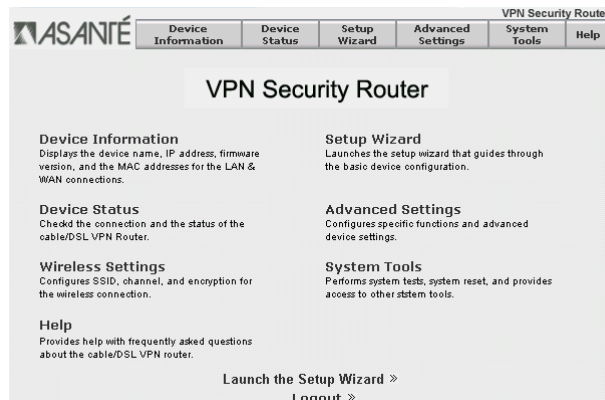 VPN Security Route
ASANTÉ
Device Information
Device Status
Setup Wizard
Advanced Settings
System Tools
Help
VPN Security Router
Device Information
Displays the device name, IP address, firmware
version, and the MAC addresses for the LAN &
WAN connections.
Setup Wizard
Launches the setup wizard that guides through
the basic device configuration.
Device Status
Checkd the connection and the status of the
cable/DSL VPN Router.
Advanced Settings
Configures specific functions and advanced
device settings.
Wireless Settings
Configures SSID, channel, and encryption for
the wireless connection.
System Tools
Performs system tests, system reset, and provides
access to other ststem tools.
Help
Provides help with frequently asked questions
about the cable/DSL VPN router.
Launch the Setup Wizard »
Logout »